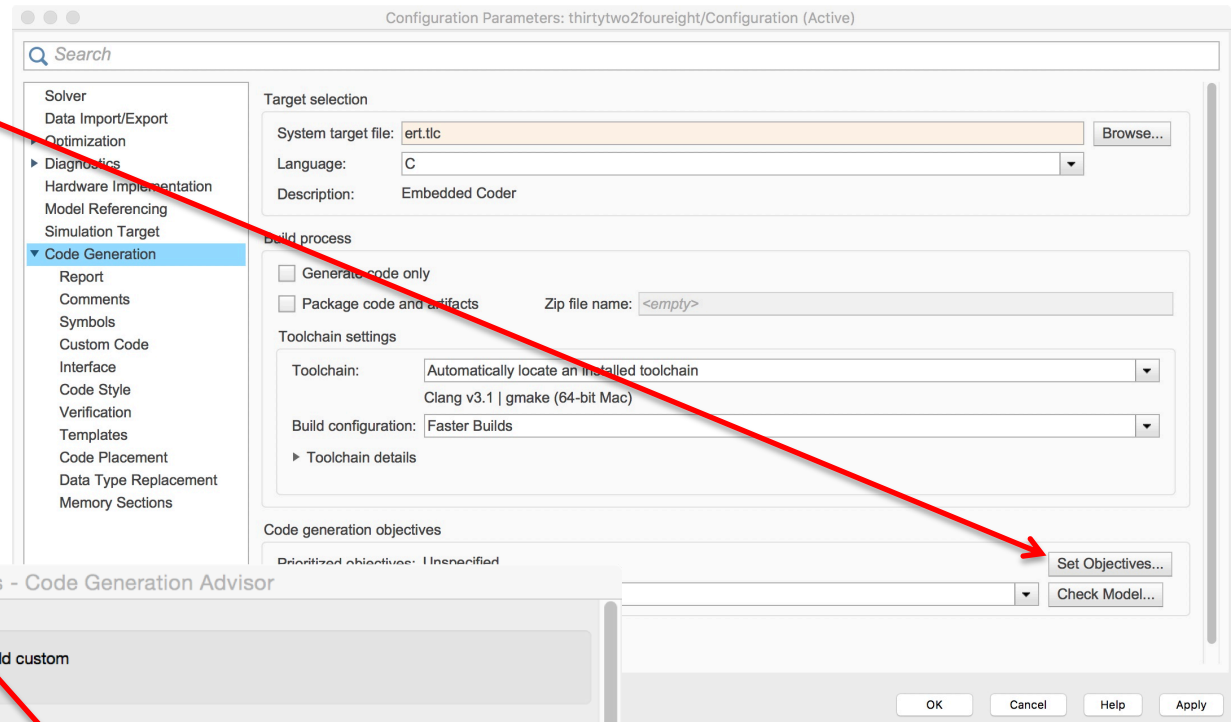 Configuration Parameters: thirtytwo2foureight/Configuration (Active)
Search
Solver
Data Import/Export
Optimization
Diagnostics
Hardware Implementation
Model Referencing
Simulation Target
Code Generation
Report
Comments
Symbols
Custom Code
Interface
Code Style
Verification
Templates
Code Placement
Data Type Replacement
Memory Sections
Target selection
System target file: ert.tlc Browse...
Language: C
Description: Embedded Coder
Build process
Generate code only
Package code and artifacts Zip file name: <empty>
Toolchain settings
Toolchain: Automatically locate an installed toolchain
Clang v3.1 | gmake (64-bit Mac)
Build configuration: Faster Builds
Toolchain details
Code generation objectives
Prioritized objectives: Unspecified Set Objectives...
Check Model...
- Code Generation Advisor
custom
OK Cancel Help Apply